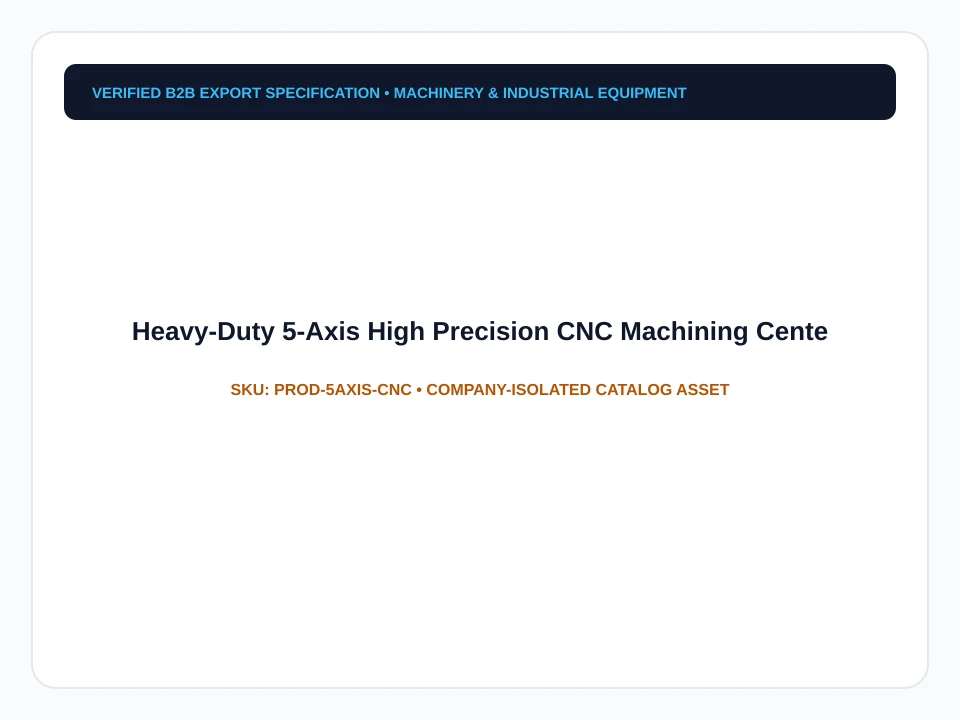 VERIFIED B2B EXPORT SPECIFICATION • MACHINERY & INDUSTRIAL EQUIPMENT
Heavy-Duty 5-Axis High Precision CNC Machining Cente
SKU: PROD-5AXIS-CNC • COMPANY-ISOLATED CATALOG ASSET